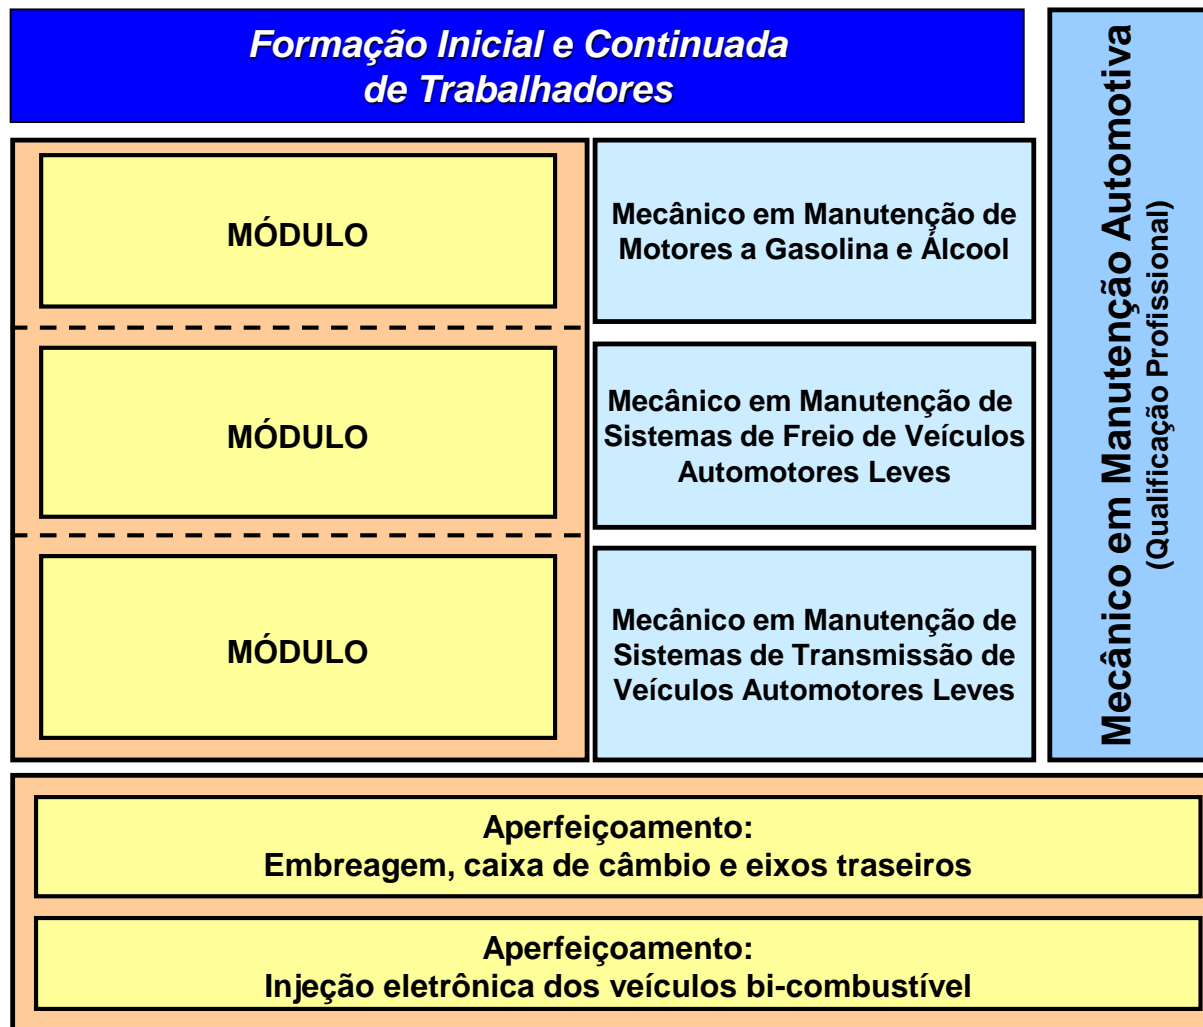 Formação Inicial e Continuada
de Trabalhadores
MÓDULO
Mecânico em Manutenção de
Motores a Gasolina e Álcool
MÓDULO
Mecânico em Manutenção de
Sistemas de Freio de Veículos
Automotores Leves
MÓDULO
Mecânico em Manutenção de
Sistemas de Transmissão de
Veículos Automotores Leves
Mecânico em Manutenção Automotiva
(Qualificação Profissional)
Aperfeiçoamento:
Embreagem, caixa de câmbio e eixos traseiros
Aperfeiçoamento:
Injeção eletrônica dos veículos bi-combustível